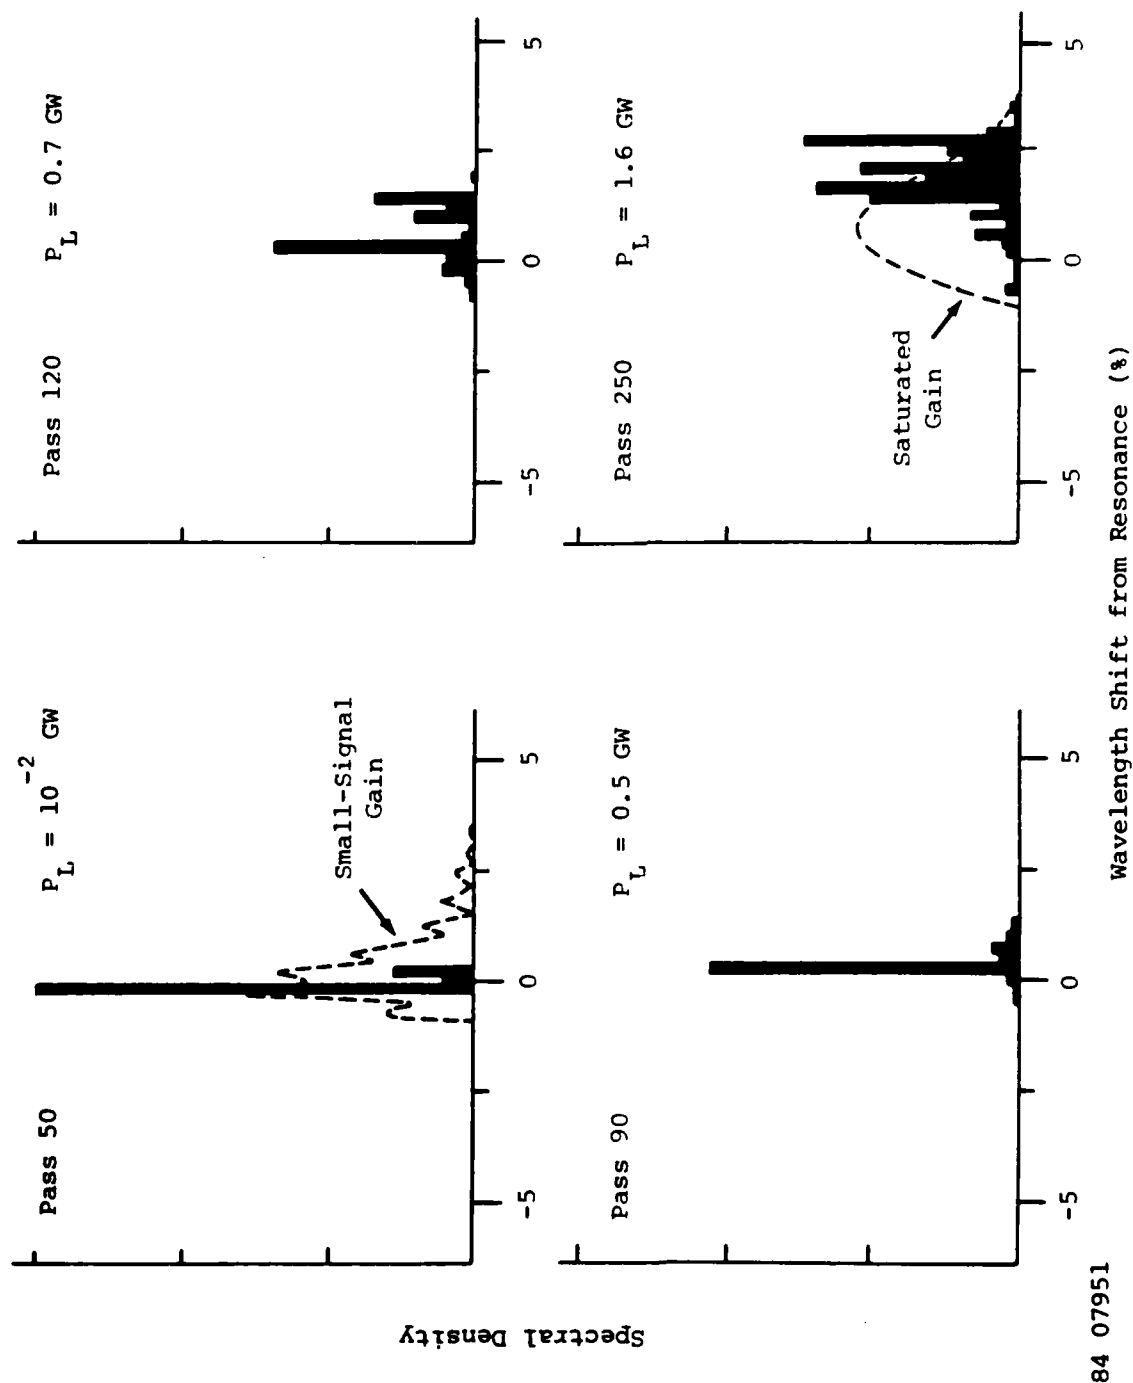 Pass 50
P_L = 10^-2 GW
Small-Signal
Gain
-5
0
5
Pass 120
P_L = 0.7 GW
-5
0
5
Pass 90
P_L = 0.5 GW
-5
0
5
Pass 250
P_L = 1.6 GW
Saturated
Gain
-5
0
5
Spectral Density
Wavelength Shift from Resonance (%)
84 07951